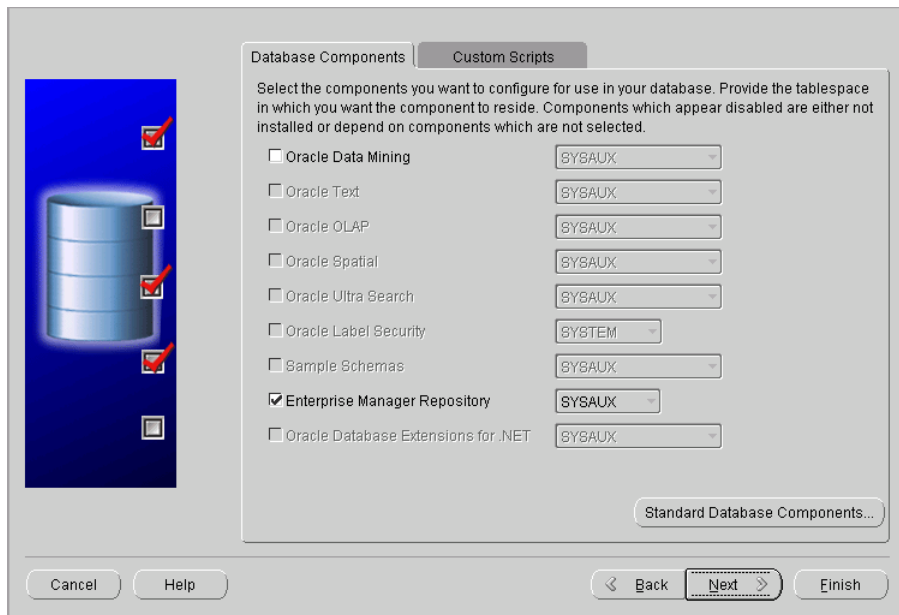 Database Components Custom Scripts
Select the components you want to configure for use in your database. Provide the tablespace
in which you want the component to reside. Components which appear disabled are either not
installed or depend on components which are not selected.
Oracle Data Mining SYSAUX
Oracle Text SYSAUX
Oracle OLAP SYSAUX
Oracle Spatial SYSAUX
Oracle Ultra Search SYSAUX
Oracle Label Security SYSTEM
Sample Schemas SYSAUX
Enterprise Manager Repository SYSAUX
Oracle Database Extensions for .NET SYSAUX
Standard Database Components...
Cancel Help Back Next Finish